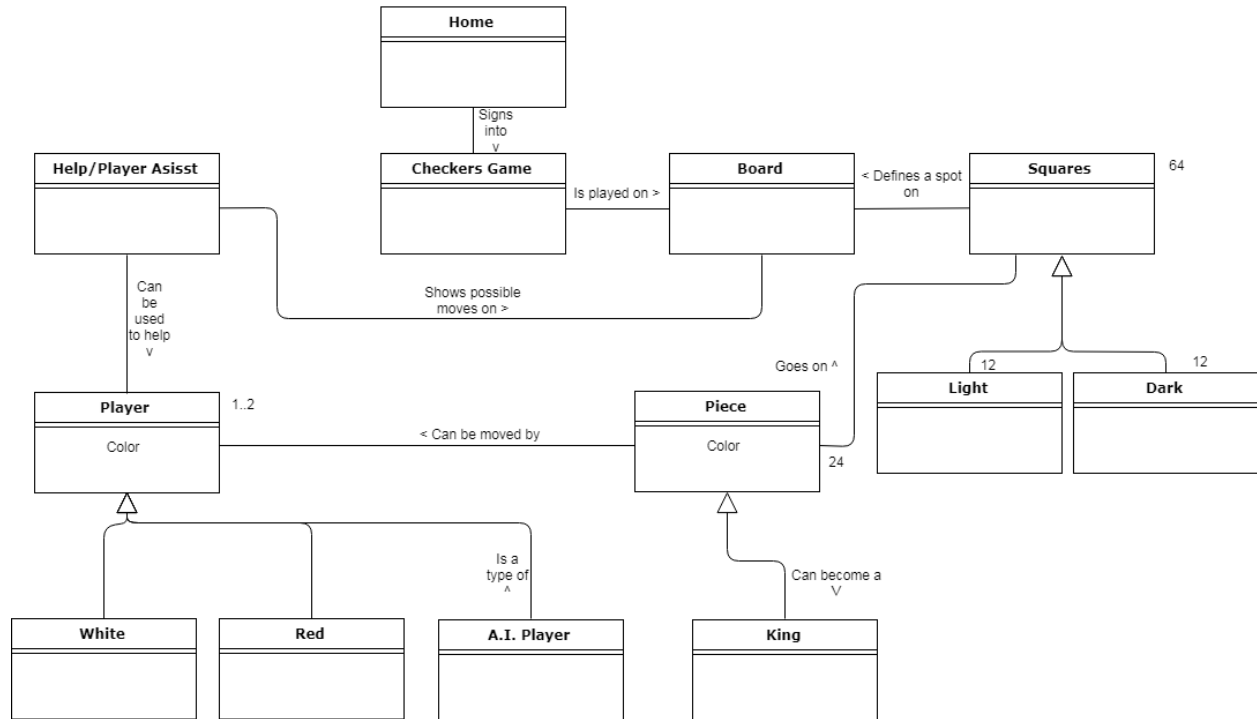 Home
Signs
into
v
Help/Player Asisst
Checkers Game
Is played on >
Board
< Defines a spot
on
Squares
64
Can
be
used
to help
v
Shows possible
moves on >
Goes on ^
12
Light
12
Dark
Player
1..2
Color
< Can be moved by
Piece
Color
24
Is a
type of
^
Can become a
\/
White
Red
A.I. Player
King